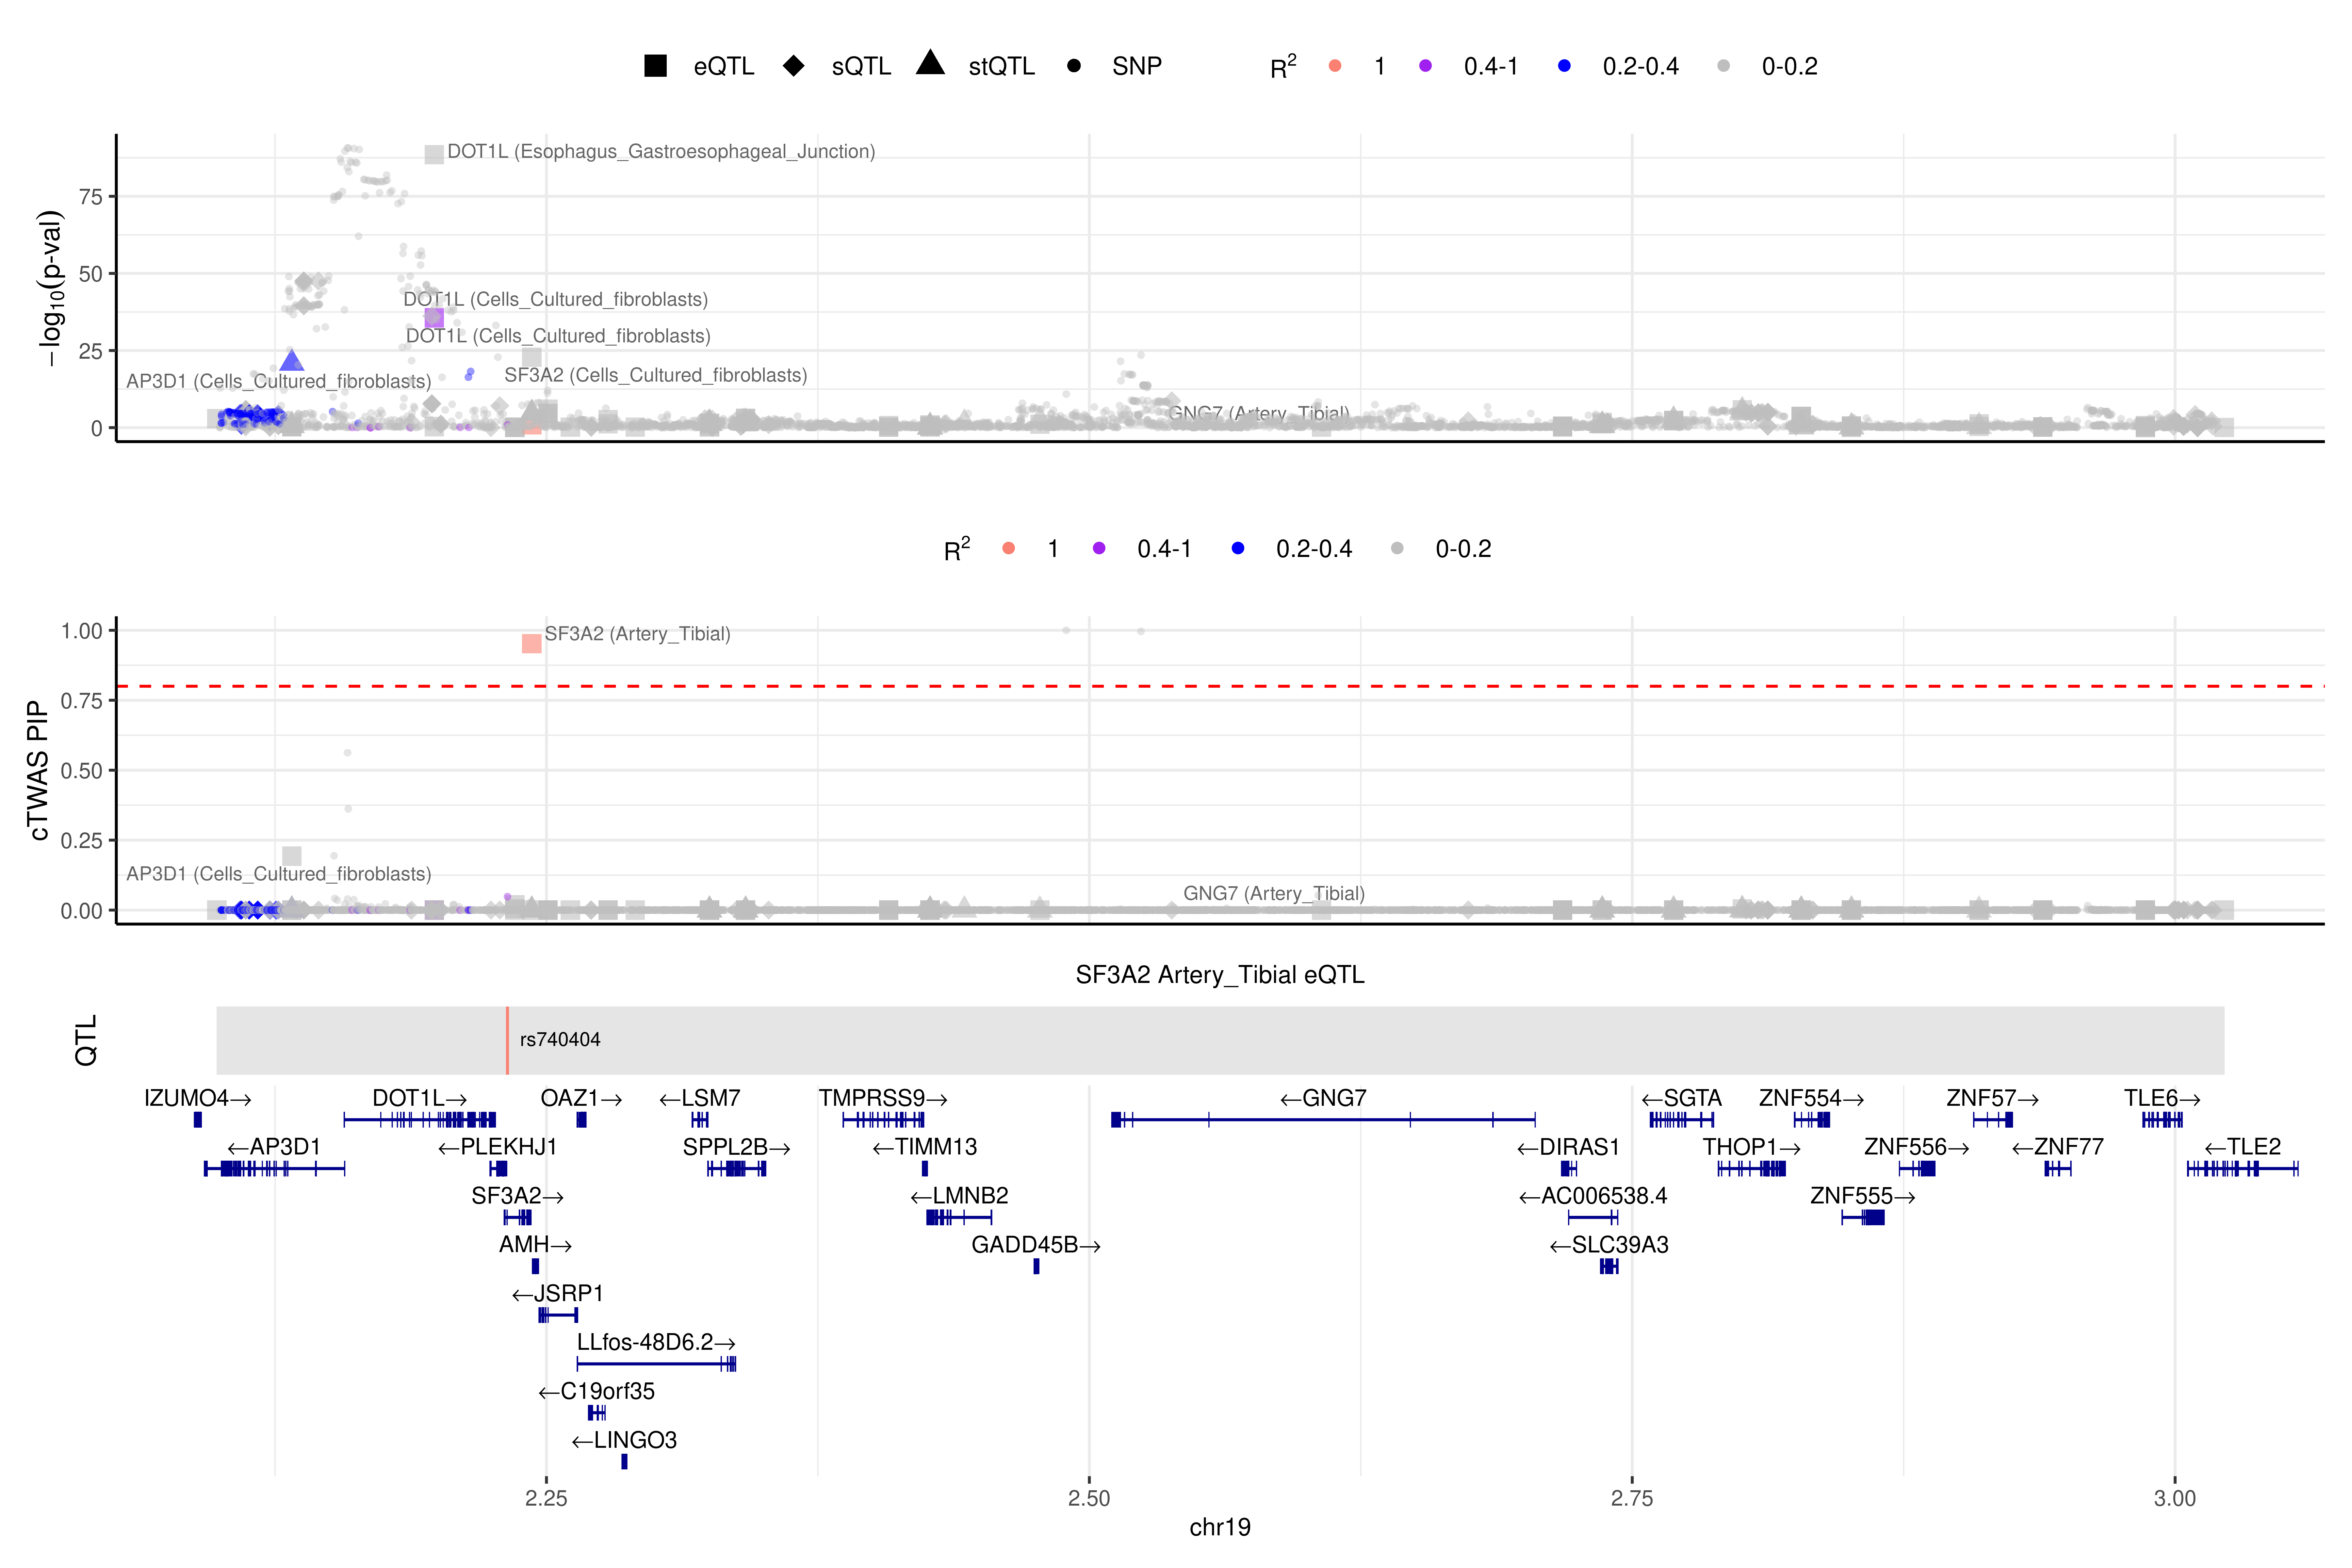 eQTL sQTL stQTL SNP R² 1 0.4-1 0.2-0.4 0-0.2
−log₁₀(p-val)
75
50
25
0
DOT1L (Esophagus_Gastroesophageal_Junction)
DOT1L (Cells_Cultured_fibroblasts)
DOT1L (Cells_Cultured_fibroblasts)
AP3D1 (Cells_Cultured_fibroblasts)
SF3A2 (Cells_Cultured_fibroblasts)
GNG7 (Artery_Tibial)
R² 1 0.4-1 0.2-0.4 0-0.2
cTWAS PIP
1.00
0.75
0.50
0.25
0.00
SF3A2 (Artery_Tibial)
AP3D1 (Cells_Cultured_fibroblasts)
GNG7 (Artery_Tibial)
SF3A2 Artery_Tibial eQTL
QTL
rs740404
IZUMO4→ DOT1L→ OAZ1→ ←LSM7 TMPRSS9→ ←GNG7 ←SGTA ZNF554→ ZNF57→ TLE6→
←AP3D1 ←PLEKHJ1 SPPL2B→ ←TIMM13 ←DIRAS1 THOP1→ ZNF556→ ←ZNF77 ←TLE2
SF3A2→ ←LMNB2 ←AC006538.4 ZNF555→
AMH→ GADD45B→ ←SLC39A3
←JSRP1
LLfos-48D6.2→
←C19orf35
←LINGO3
2.25 2.50 2.75 3.00
chr19